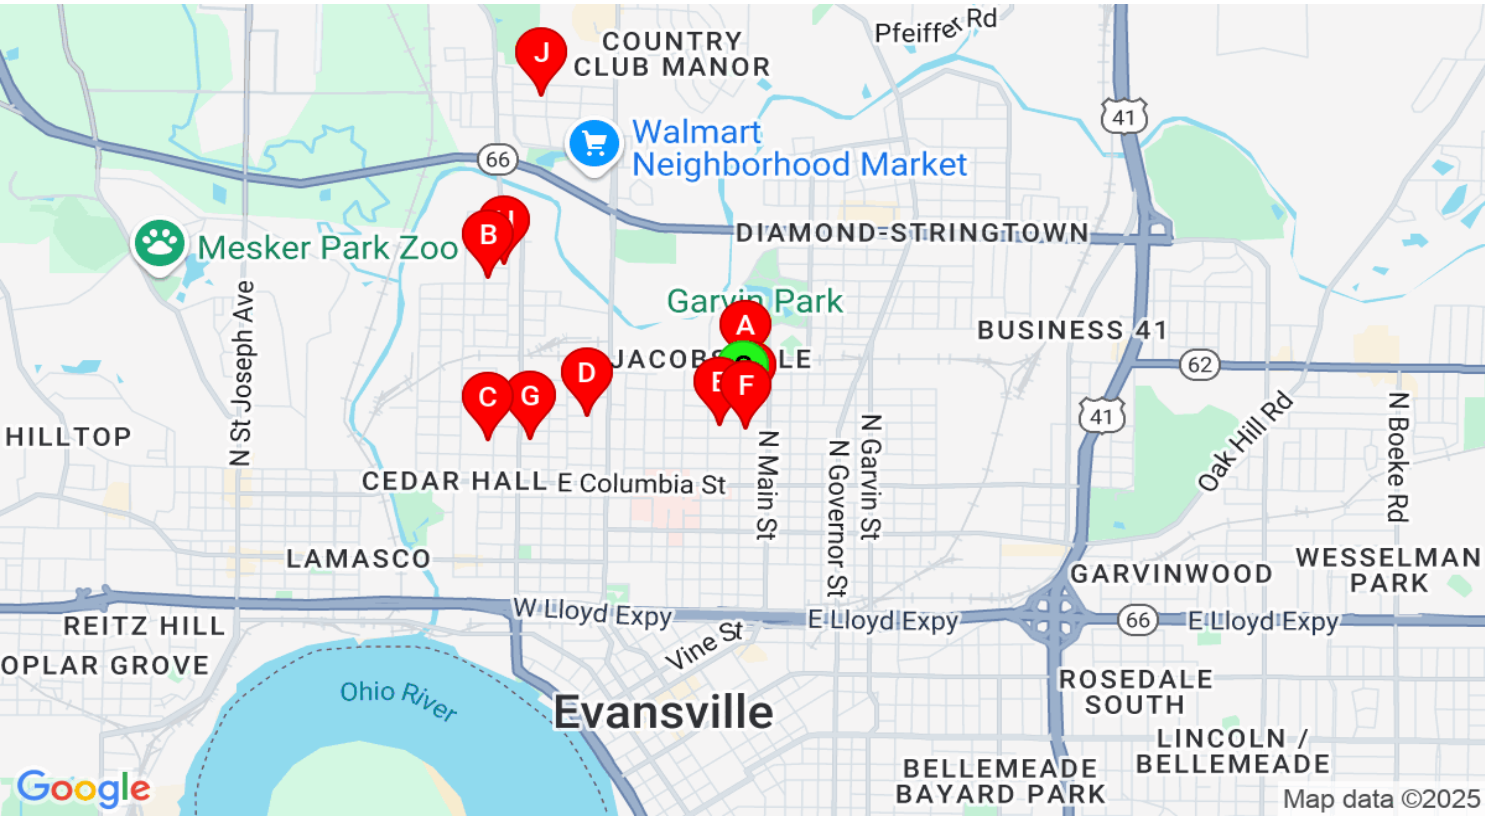 Pfeiffer Rd
J
COUNTRY
CLUB MANOR
41
Walmart
Neighborhood Market
66
B
DIAMOND-STRINGTOWN
Mesker Park Zoo
Garvin Park
A
BUSINESS 41
JACOBS
LE
62
D
E
F
C
G
41
N St Joseph Ave
HILLTOP
N Main St
N Governor St
N Garvin St
Oak Hill Rd
N Boeke Rd
CEDAR HALL
E Columbia St
LAMASCO
GARVINWOOD
WESSELMAN
PARK
W Lloyd Expy
E Lloyd Expy
66
E Lloyd Expy
REITZ HILL
Vine St
OPLAR GROVE
Ohio River
ROSEDALE
SOUTH
Evansville
LINCOLN /
BELLEMEADE
BELLEMEADE
BAYARD PARK
Google
Map data ©2025